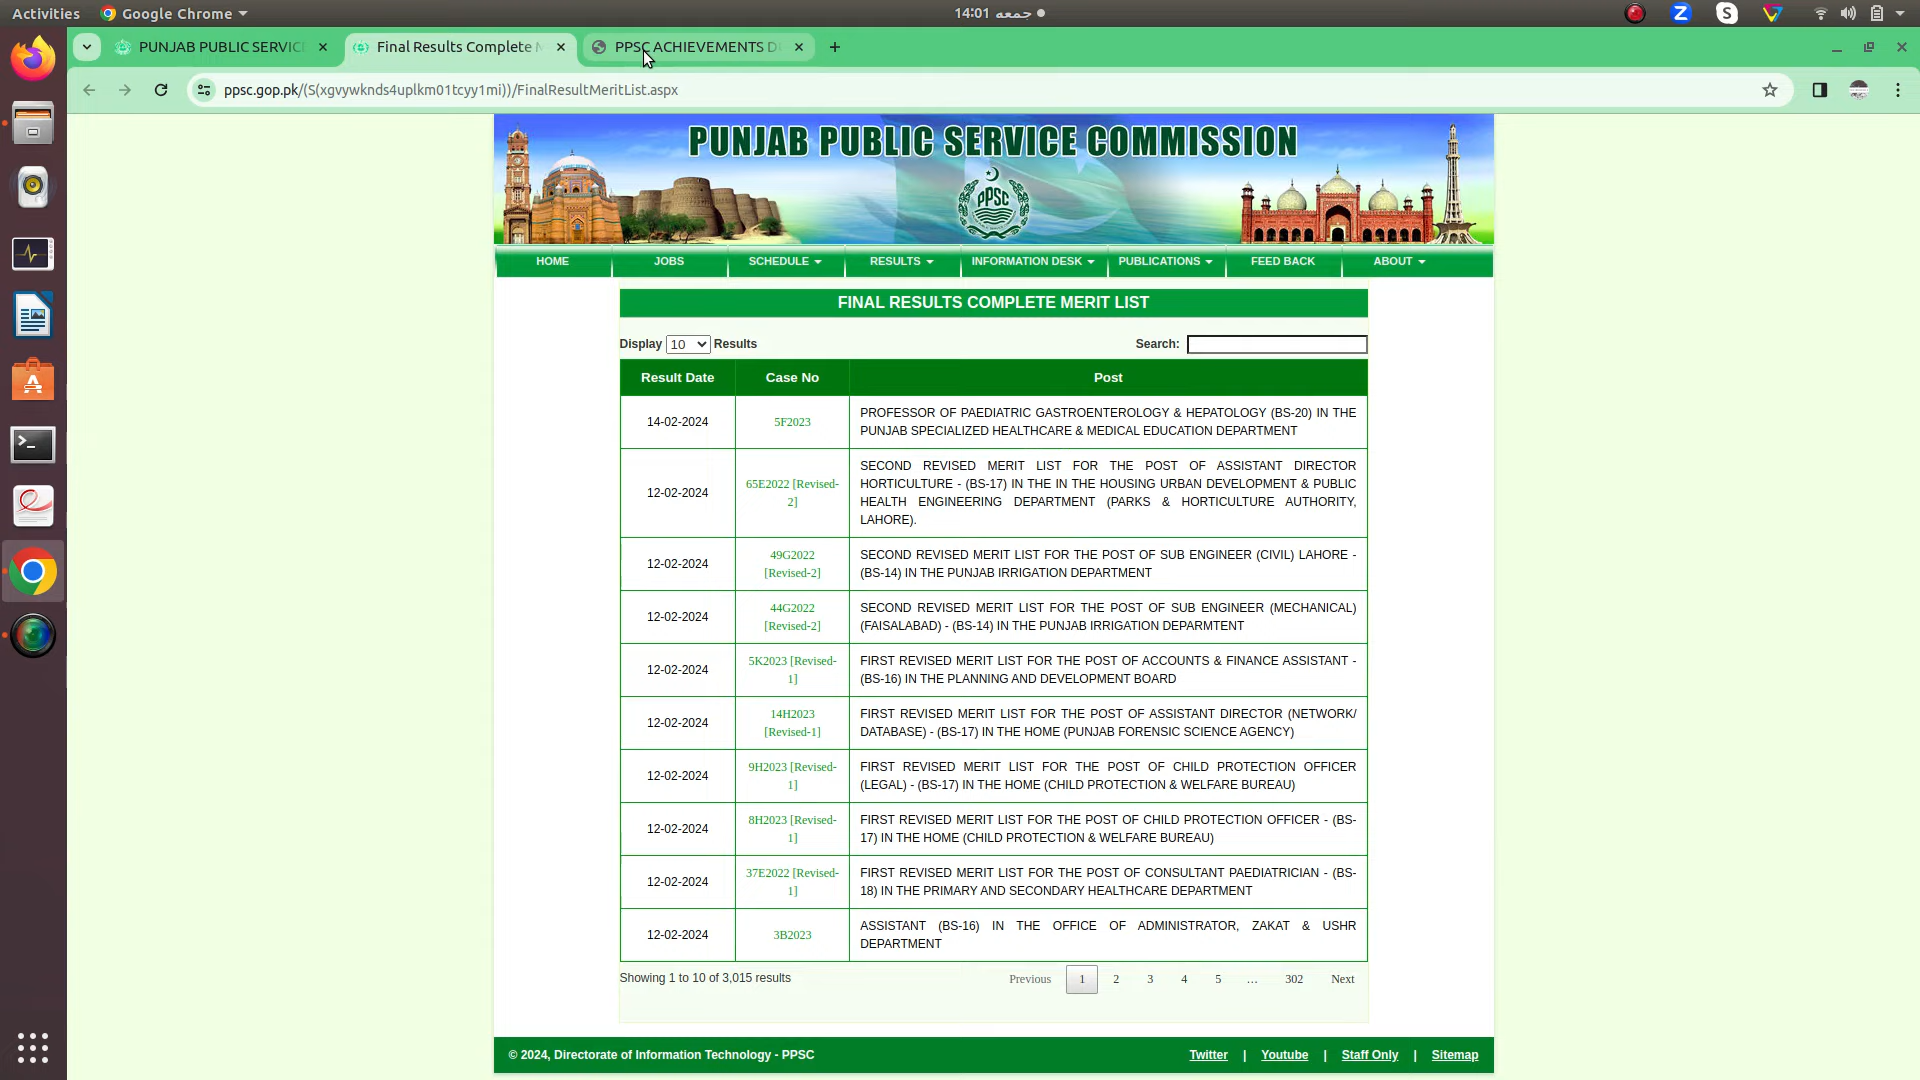 Activities
Google Chrome
جمعه 14:01
PUNJAB PUBLIC SERVIC
Final Results Complete M
PPSC ACHIEVEMENTS D
ppsc.gop.pk/(S(xgvywknds4uplkm01tcyy1mi))/FinalResultMeritList.aspx
PUNJAB PUBLIC SERVICE COMMISSION
PPSC
HOME
JOBS
SCHEDULE
RESULTS
INFORMATION DESK
PUBLICATIONS
FEED BACK
ABOUT
FINAL RESULTS COMPLETE MERIT LIST
Display 10 Results
Search:
Result Date
Case No
Post
14-02-2024
5F2023
PROFESSOR OF PAEDIATRIC GASTROENTEROLOGY & HEPATOLOGY (BS-20) IN THE
PUNJAB SPECIALIZED HEALTHCARE & MEDICAL EDUCATION DEPARTMENT
12-02-2024
65E2022 [Revised-
2]
SECOND REVISED MERIT LIST FOR THE POST OF ASSISTANT DIRECTOR
HORTICULTURE - (BS-17) IN THE IN THE HOUSING URBAN DEVELOPMENT & PUBLIC
HEALTH ENGINEERING DEPARTMENT (PARKS & HORTICULTURE AUTHORITY,
LAHORE).
12-02-2024
49G2022
[Revised-2]
SECOND REVISED MERIT LIST FOR THE POST OF SUB ENGINEER (CIVIL) LAHORE -
(BS-14) IN THE PUNJAB IRRIGATION DEPARTMENT
12-02-2024
44G2022
[Revised-2]
SECOND REVISED MERIT LIST FOR THE POST OF SUB ENGINEER (MECHANICAL)
(FAISALABAD) - (BS-14) IN THE PUNJAB IRRIGATION DEPARMTENT
12-02-2024
5K2023 [Revised-
1]
FIRST REVISED MERIT LIST FOR THE POST OF ACCOUNTS & FINANCE ASSISTANT -
(BS-16) IN THE PLANNING AND DEVELOPMENT BOARD
12-02-2024
14H2023
[Revised-1]
FIRST REVISED MERIT LIST FOR THE POST OF ASSISTANT DIRECTOR (NETWORK/
DATABASE) - (BS-17) IN THE HOME (PUNJAB FORENSIC SCIENCE AGENCY)
12-02-2024
9H2023 [Revised-
1]
FIRST REVISED MERIT LIST FOR THE POST OF CHILD PROTECTION OFFICER
(LEGAL) - (BS-17) IN THE HOME (CHILD PROTECTION & WELFARE BUREAU)
12-02-2024
8H2023 [Revised-
1]
FIRST REVISED MERIT LIST FOR THE POST OF CHILD PROTECTION OFFICER - (BS-
17) IN THE HOME (CHILD PROTECTION & WELFARE BUREAU)
12-02-2024
37E2022 [Revised-
1]
FIRST REVISED MERIT LIST FOR THE POST OF CONSULTANT PAEDIATRICIAN - (BS-
18) IN THE PRIMARY AND SECONDARY HEALTHCARE DEPARTMENT
12-02-2024
3B2023
ASSISTANT (BS-16) IN THE OFFICE OF ADMINISTRATOR, ZAKAT & USHR
DEPARTMENT
Showing 1 to 10 of 3,015 results
Previous 1 2 3 4 5 … 302 Next
© 2024, Directorate of Information Technology - PPSC
Twitter | Youtube | Staff Only | Sitemap